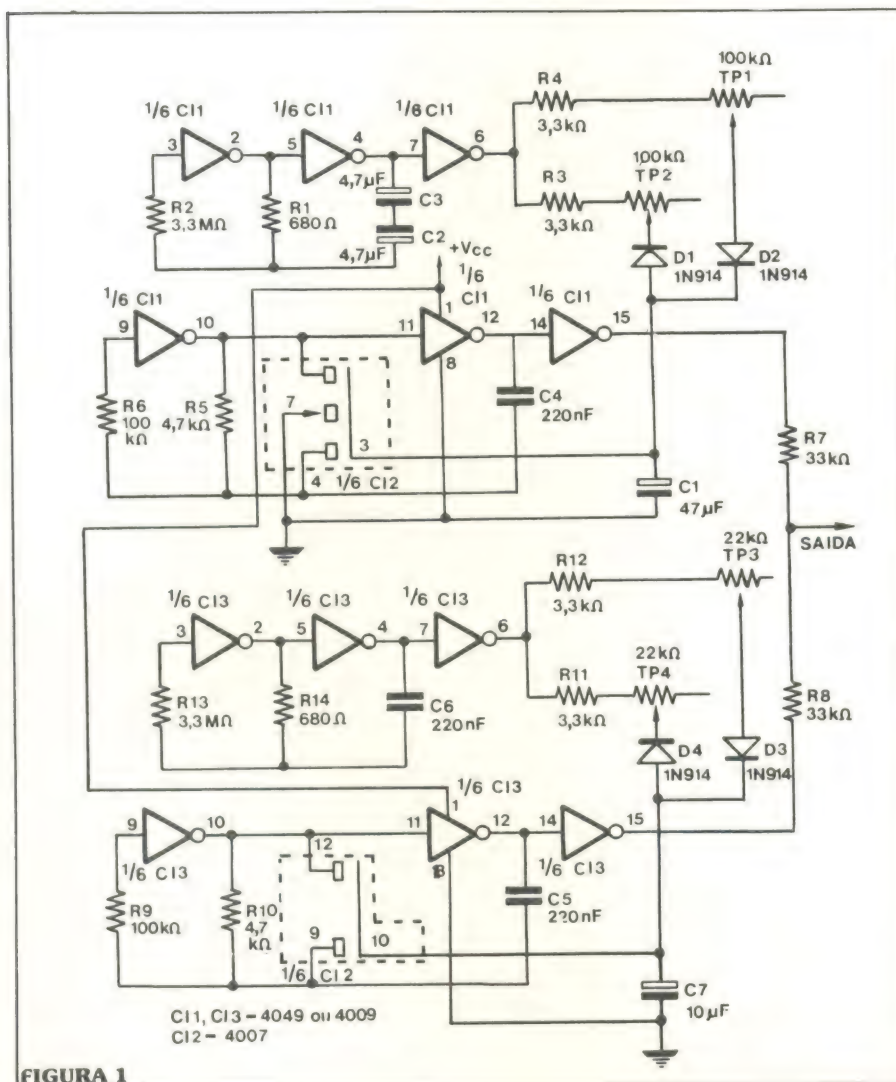 100kΩ
TP1
R4
3,3kΩ
1/6 CI1
1/6 CI1
1/6 CI1
3
2
5
4
7
6
4,7µF
C3
R3
3,3kΩ
100kΩ
TP2
R2
3,3MΩ
R1
680Ω
C2
4,7µF
+Vcc
D1
1N914
D2
1N914
1/6 CI1
1/6
CI1
1/6 CI1
9
10
11
1
12
14
15
8
R6
100
kΩ
R5
4,7kΩ
7
3
4
1/6 CI2
C4
220nF
R7
33kΩ
C1
47µF
SAIDA
22kΩ
TP3
R12
3,3kΩ
1/6 CI3
1/6 CI3
1/6 CI3
3
2
5
4
7
6
22kΩ
TP4
R11
3,3kΩ
R13
3,3MΩ
R14
680Ω
C6
220nF
R8
33kΩ
D4
1N914
D3
1N914
1/6 CI3
1
9
10
12
11
12
14
15
8
1/6 CI3
1/6 CI3
R9
100kΩ
R10
4,7
kΩ
9
10
1/6 CI2
C5
220nF
C7
10µF
CI1, CI3 – 4049 ou 4009
CI2 – 4007
FIGURA 1